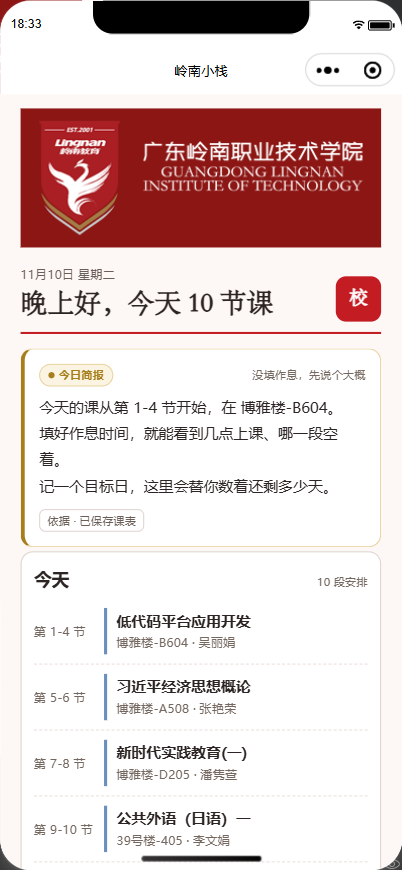 18:33
岭南小栈
EST.2001
Lingnan
岭南教育
广东岭南职业技术学院
GUANGDONG LINGNAN
INSTITUTE OF TECHNOLOGY
11月10日 星期二
晚上好，今天 10 节课
校
今日简报
没填作息，先说个大概
今天的课从第 1-4 节开始，在 博雅楼-B604。
填好作息时间，就能看到几点上课、哪一段空
着。
记一个目标日，这里会替你数着还剩多少天。
依据 · 已保存课表
今天
10 段安排
第 1-4 节
低代码平台应用开发
博雅楼-B604 · 吴丽娟
第 5-6 节
习近平经济思想概论
博雅楼-A508 · 张艳荣
第 7-8 节
新时代实践教育(一)
博雅楼-D205 · 潘隽萱
第 9-10 节
公共外语（日语）一
39号楼-405 · 李文娟